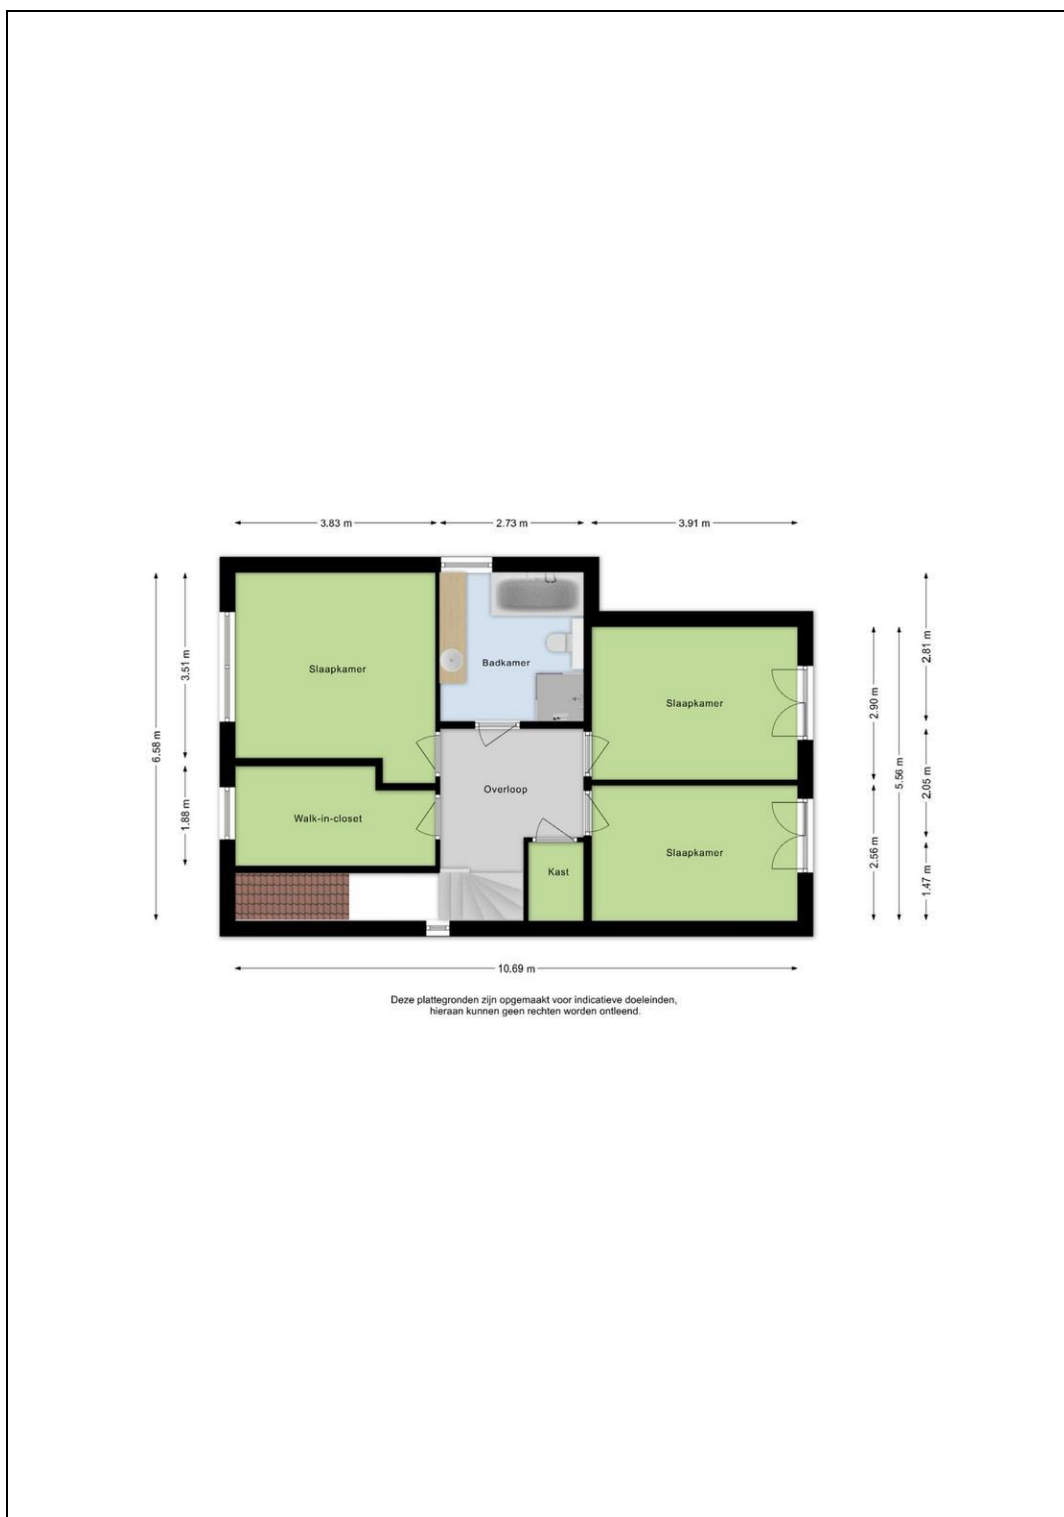 3.83 m
2.73 m
3.91 m
6.58 m
3.51 m
1.88 m
Slaapkamer
Badkamer
Slaapkamer
Overloop
Walk-in-closet
Slaapkamer
Kast
2.90 m
2.56 m
5.56 m
2.81 m
2.05 m
1.47 m
10.69 m
Deze plattegronden zijn opgemaakt voor indicatieve doeleinden,
hieraan kunnen geen rechten worden ontleend.